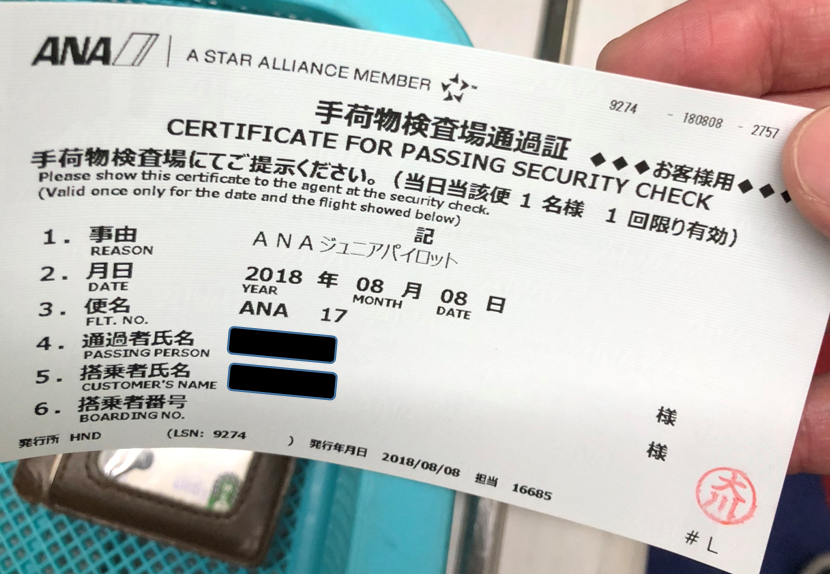 ANA A STAR ALLIANCE MEMBER
9274 - 180808 - 2757
手荷物検査場通過証
CERTIFICATE FOR PASSING SECURITY CHECK
◆◆◆お客様用◆◆◆
手荷物検査場にてご提示ください。(当日当該便 1 名様 1 回限り有効)
Please show this certificate to the agent at the security check.
(Valid once only for the date and the flight showed below)
記
1. 事由 ANAジュニアパイロット
REASON
2. 月日 2018 年 08 月 08 日
DATE YEAR MONTH DATE
3. 便名 ANA 17
FLT. NO.
4. 通過者氏名 様
PASSING PERSON
5. 搭乗者氏名 様
CUSTOMER'S NAME
6. 搭乗者番号
BOARDING NO.
発行所 HND (LSN: 9274 ) 発行年月日 2018/08/08 担当 16685
大川
# L